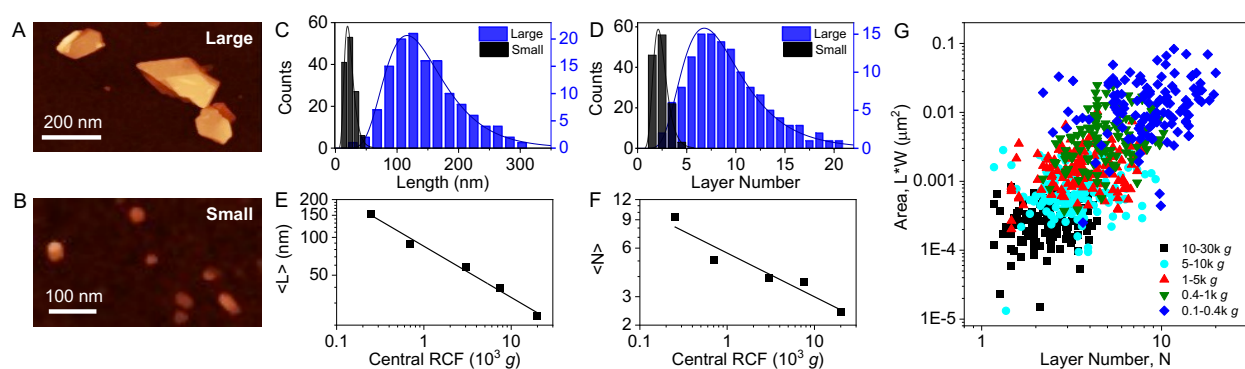 A
Large
200 nm
B
Small
100 nm
C
Large
Small
60
40
20
0
20
15
10
5
0
Counts
0
100
200
300
Length (nm)
D
Large
Small
60
40
20
0
15
10
5
0
Counts
0
5
10
15
20
Layer Number
E
200
150
100
50
<L> (nm)
0.1
1
10
Central RCF (10³ g)
F
12
9
6
3
2
<N>
0.1
1
10
Central RCF (10³ g)
G
0.1
0.01
0.001
1E-4
1E-5
Area, L*W (µm²)
10-30k g
5-10k g
1-5k g
0.4-1k g
0.1-0.4k g
1
10
Layer Number, N